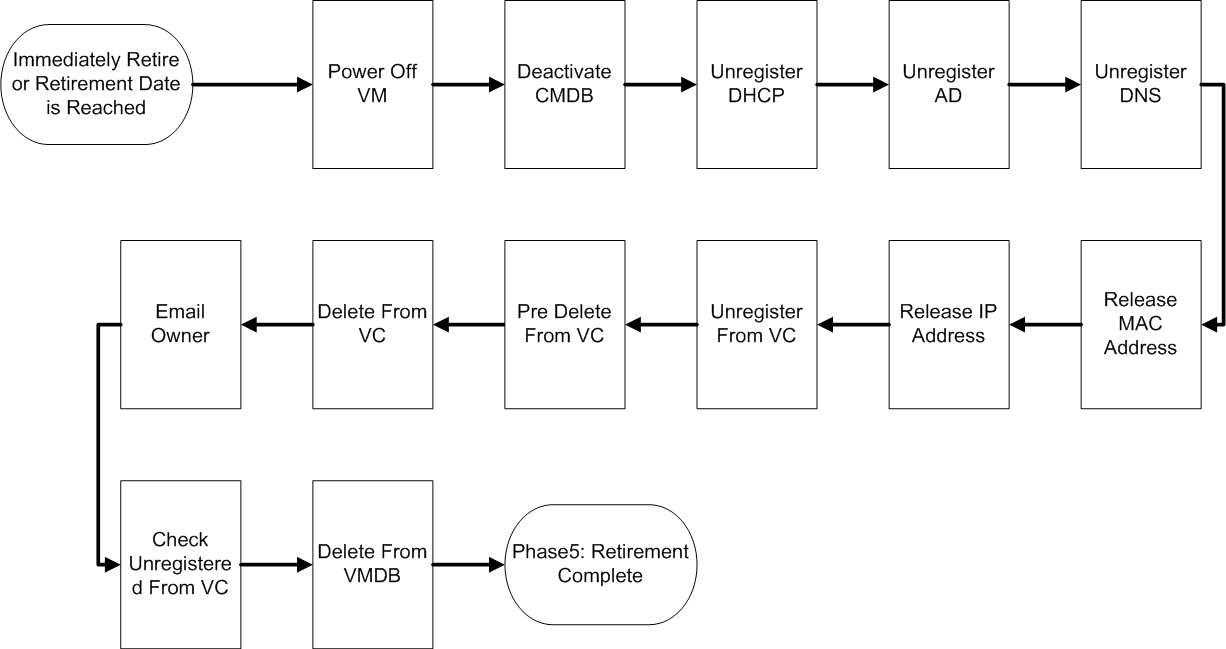 Immediately Retire
or Retirement Date
is Reached
Power Off
VM
Deactivate
CMDB
Unregister
DHCP
Unregister
AD
Unregister
DNS
Release
MAC
Address
Release IP
Address
Unregister
From VC
Pre Delete
From VC
Delete From
VC
Email
Owner
Check
Unregistere
d From VC
Delete From
VMDB
Phase5: Retirement
Complete